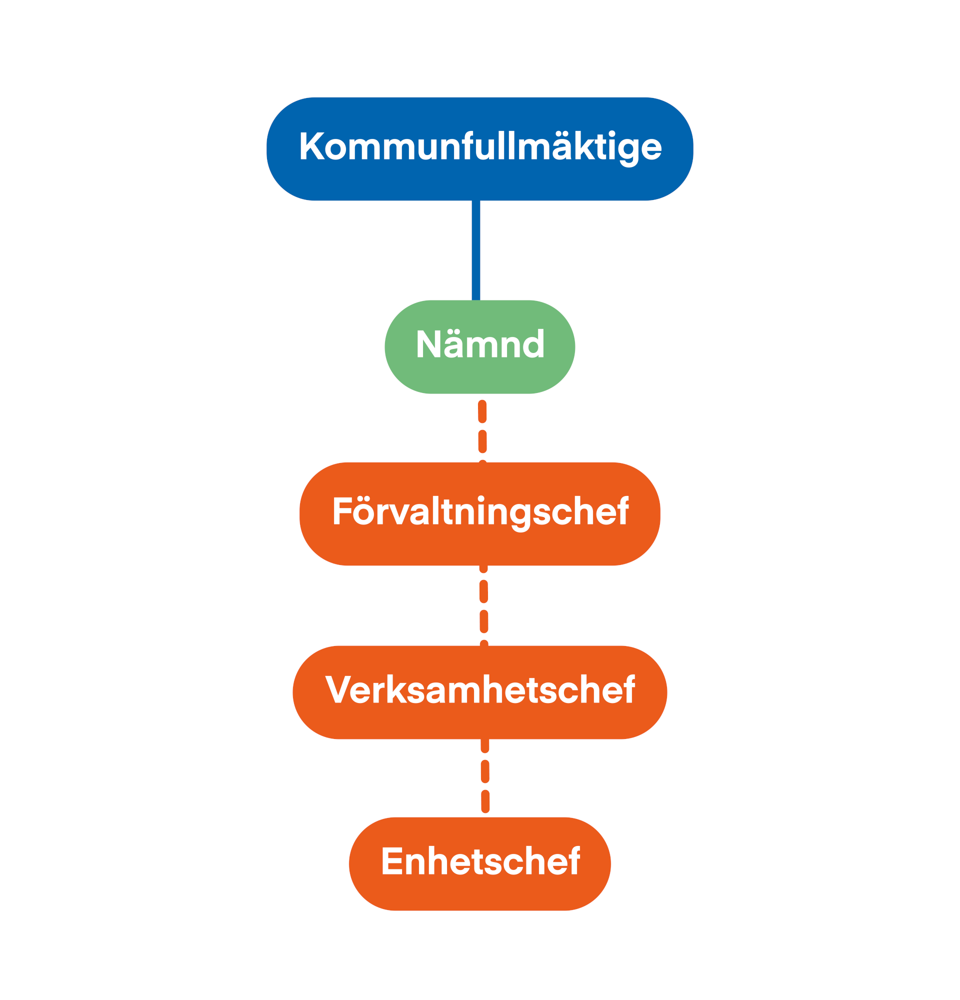 Kommunfullmäktige
Nämnd
Förvaltningschef
Verksamhetschef
Enhetschef